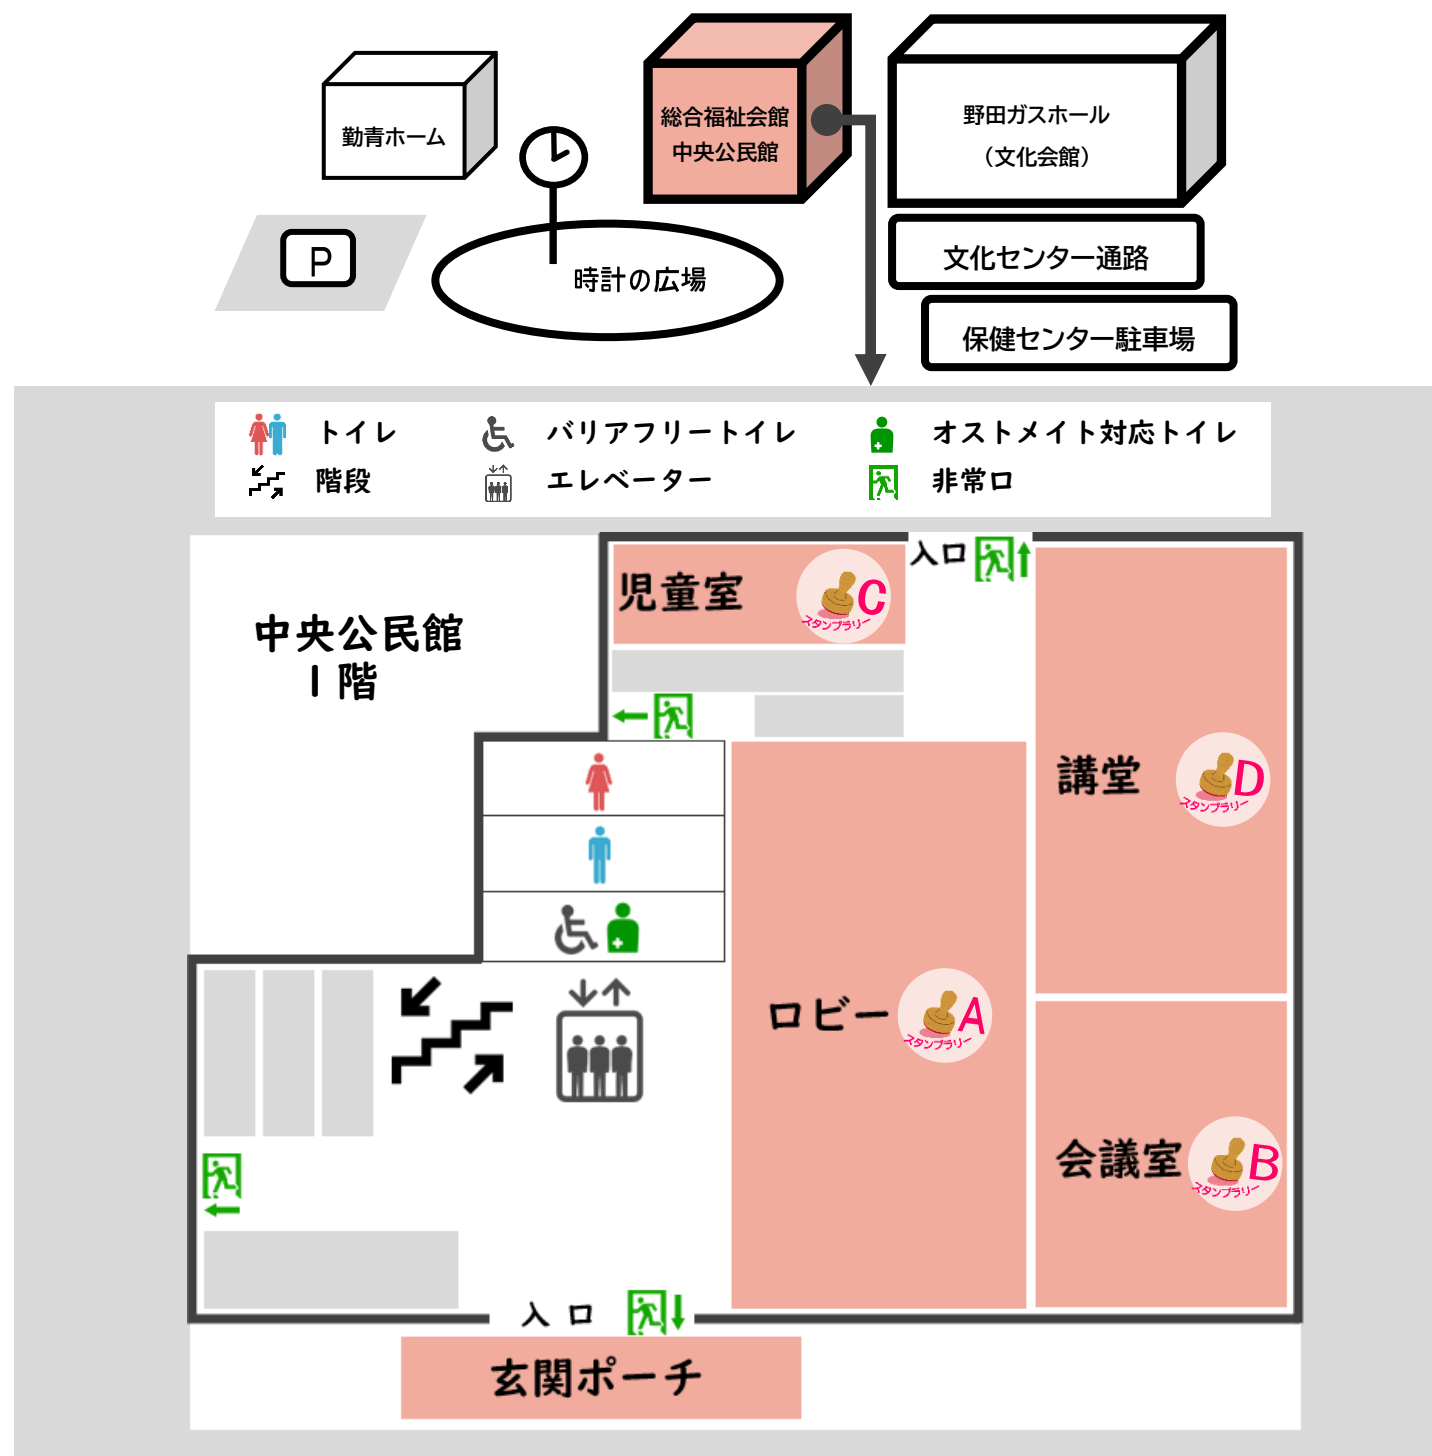 勤青ホーム
総合福祉会館
中央公民館
野田ガスホール
（文化会館）
P
時計の広場
文化センター通路
保健センター駐車場
トイレ
バリアフリートイレ
オストメイト対応トイレ
階段
エレベーター
非常口
中央公民館
1階
児童室
C
スタンプラリー
入口
講堂
D
スタンプラリー
ロビー
A
スタンプラリー
会議室
B
スタンプラリー
入口
玄関ポーチ